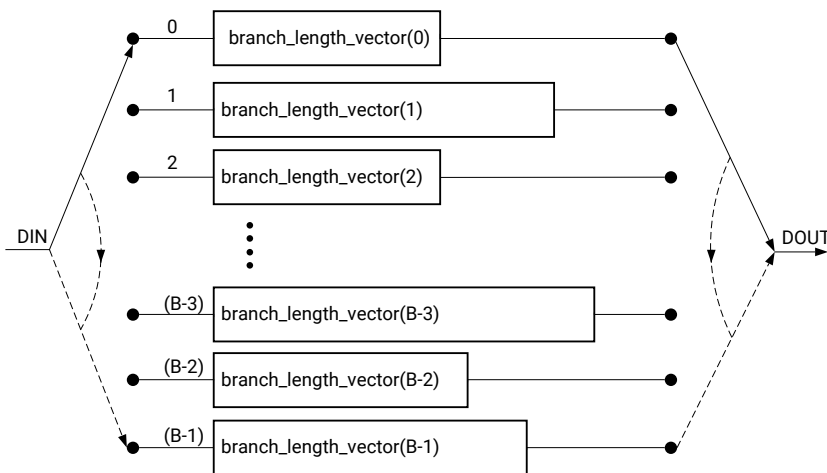 0
branch_length_vector(0)
1
branch_length_vector(1)
2
branch_length_vector(2)
DIN
DOUT
(B-3)
branch_length_vector(B-3)
(B-2)
branch_length_vector(B-2)
(B-1)
branch_length_vector(B-1)